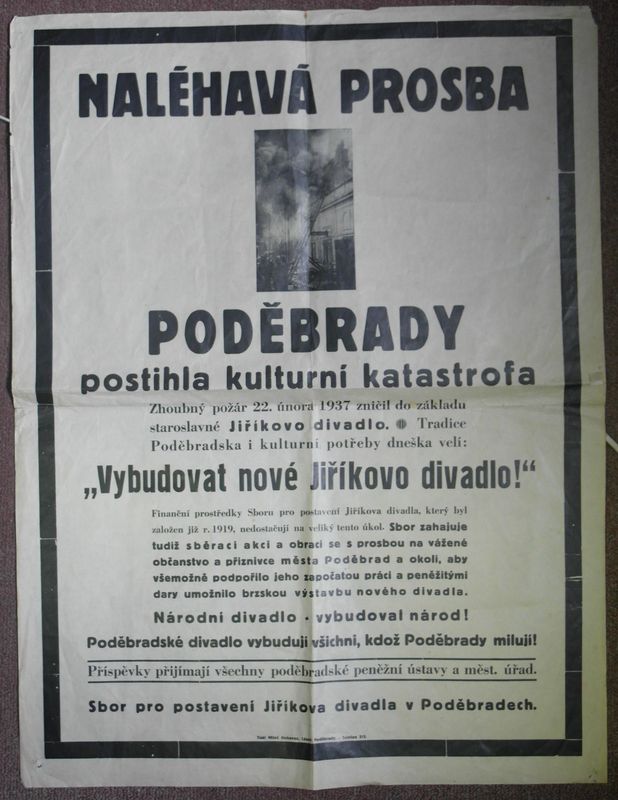 NALÉHAVÁ PROSBA
PODĚBRADY
postihla kulturní katastrofa
Zhoubný požár 22. února 1937 zničil do základu
staroslavné Jiříkovo divadlo. Tradice
Poděbradska i kulturní potřeby dneška velí:
„Vybudovat nové Jiříkovo divadlo!“
Finanční prostředky Sboru pro postavení Jiříkova divadla, který byl
založen již r. 1919, nedostačují na veliký tento úkol. Sbor zahajuje
tudíž sběrací akci a obrací se s prosbou na vážené
občanstvo a příznivce města Poděbrad a okolí, aby
všemožně podpořilo jeho započatou práci a peněžitými
dary umožnilo brzskou výstavbu nového divadla.
Národní divadlo - vybudoval národ!
Poděbradské divadlo vybudují všichni, kdož Poděbrady milují!
Příspěvky přijímají všechny poděbradské peněžní ústavy a měst. úřad.
Sbor pro postavení Jiříkova divadla v Poděbradech.